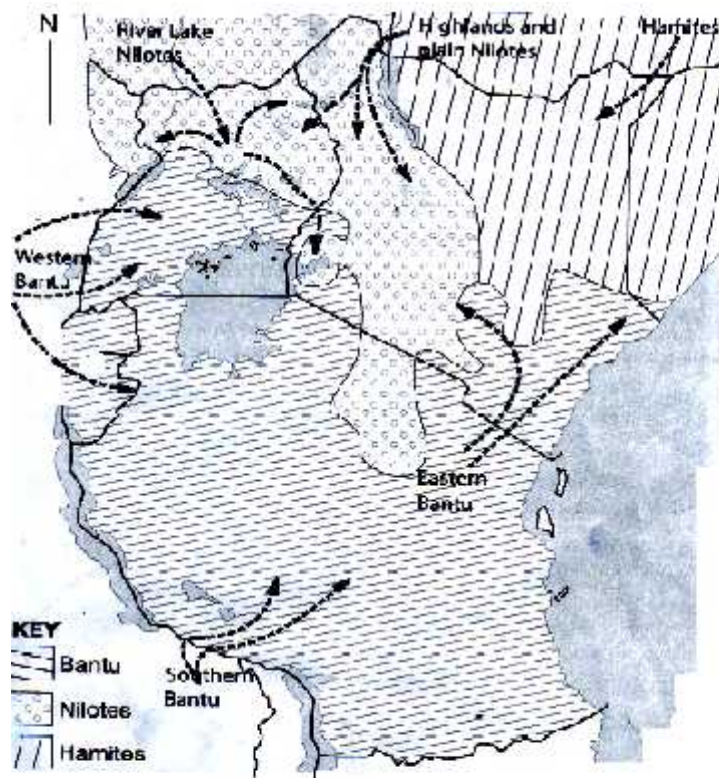 N
River Lake
Nilotes
Highlands and
plain Nilotes
Hamites
Western
Bantu
Eastern
Bantu
Southern
Bantu
KEY
Bantu
Nilotes
Hamites